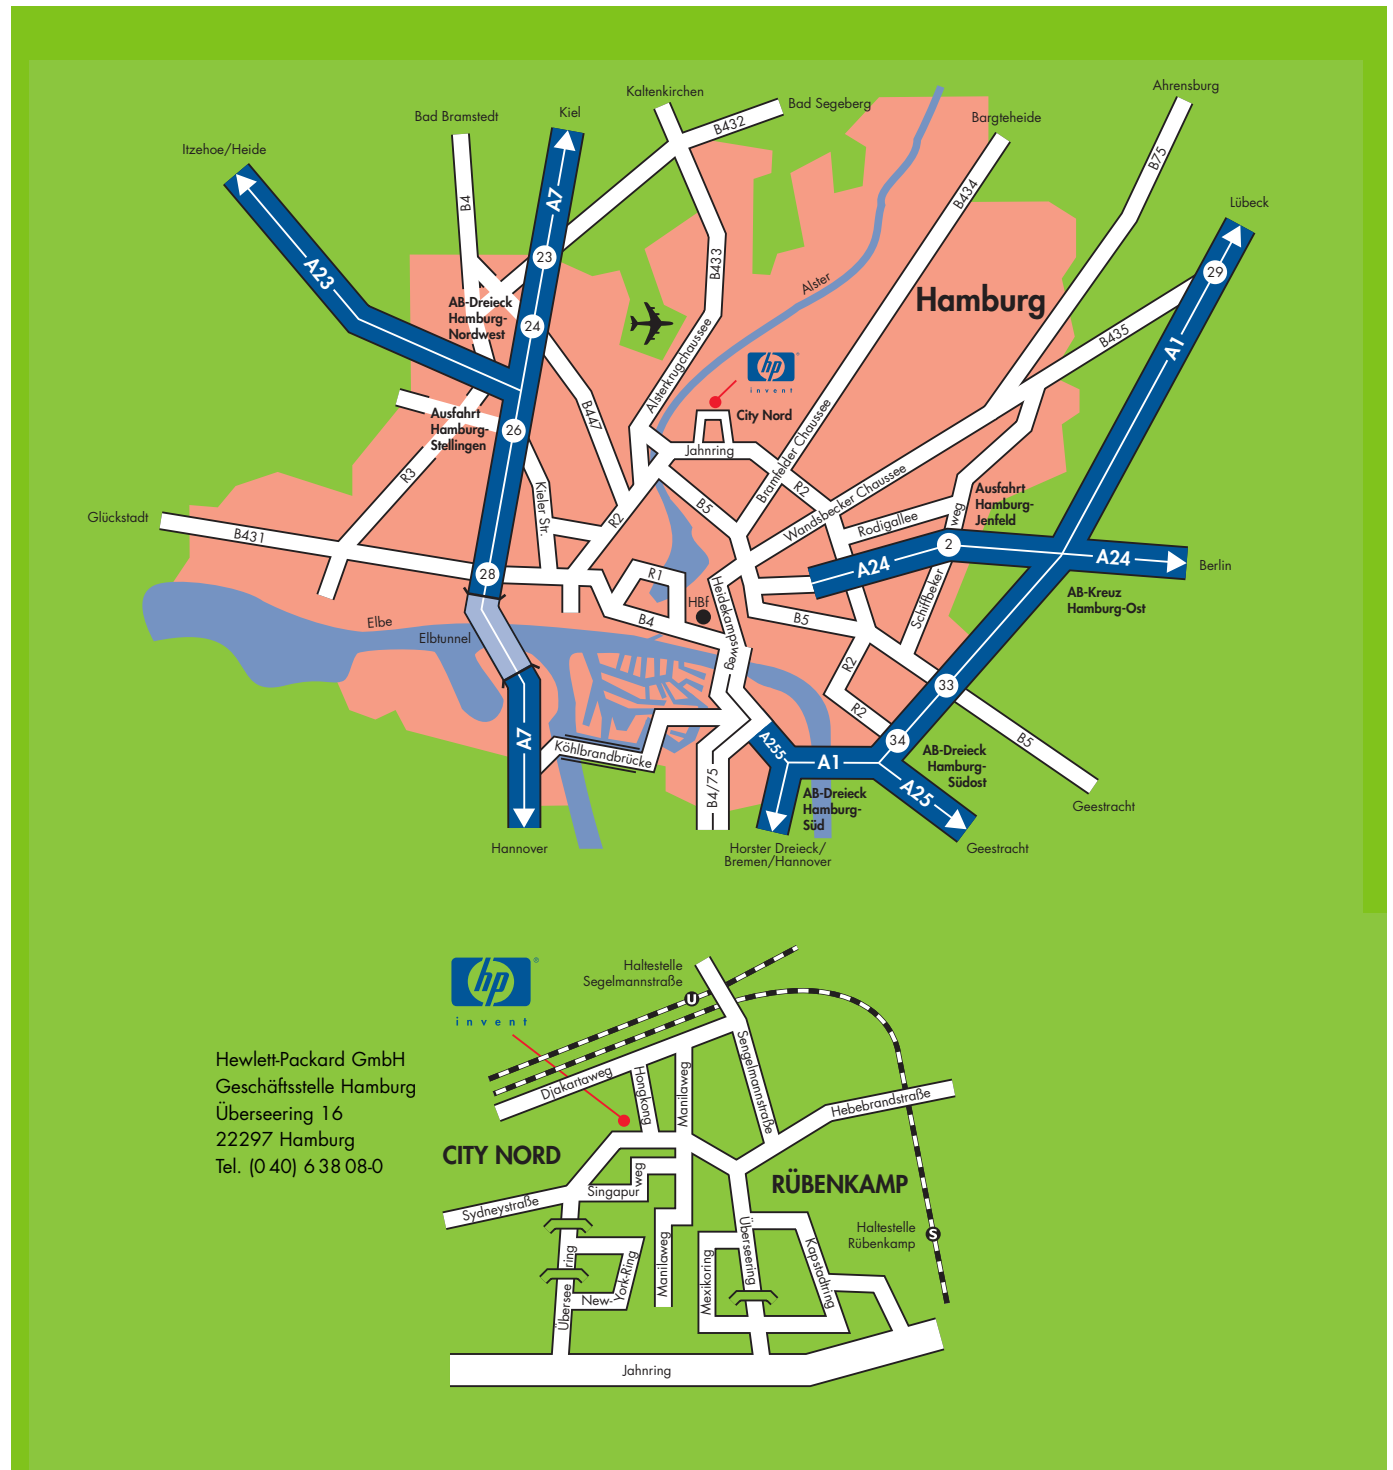 Ahrensburg
Kaltenkirchen
Bad Segeberg
Kiel
Bad Bramstedt
Bargteheide
B432
Itzehoe/Heide
B75
B4
A7
B434
Lübeck
23
A23
B433
29
Alster
AB-Dreieck
Hamburg-
Nordwest
Hamburg
24
B435
A1
Alsterkrugchaussee
hp
®
invent
City Nord
B447
Ausfahrt
Hamburg-
Stellingen
26
Jahnring
Bramfelder Chaussee
R3
R2
Wandsbecker Chaussee
Kieler Str.
B5
Ausfahrt
Hamburg-
Jenfeld
weg
Rodigallee
Glückstadt
B431
R2
2
A24
A24
Berlin
28
R1
Heidekampsweg
Schiffbeker
AB-Kreuz
Hamburg-Ost
HBf
B4
B5
Elbe
Elbtunnel
R2
33
R2
34
B5
A7
Köhlbrandbrücke
A255
A1
AB-Dreieck
Hamburg-
Südost
B4/75
A25
AB-Dreieck
Hamburg-
Süd
Geestracht
Hannover
Horster Dreieck/
Bremen/Hannover
Geestracht
hp
®
invent
Haltestelle
Segelmannstraße
U
Hewlett-Packard GmbH
Geschäftsstelle Hamburg
Überseering 16
22297 Hamburg
Tel. (0 40) 6 38 08-0
Djakartaweg
Hongkong
Manilaweg
Sengelmannstraße
Hebebrandstraße
CITY NORD
RÜBENKAMP
Singapur
weg
Sydneystraße
Haltestelle
Rübenkamp
S
Übersee
ring
New-
York-Ring
Manilaweg
Mexikoring
Überseering
Kapstadtring
Jahnring